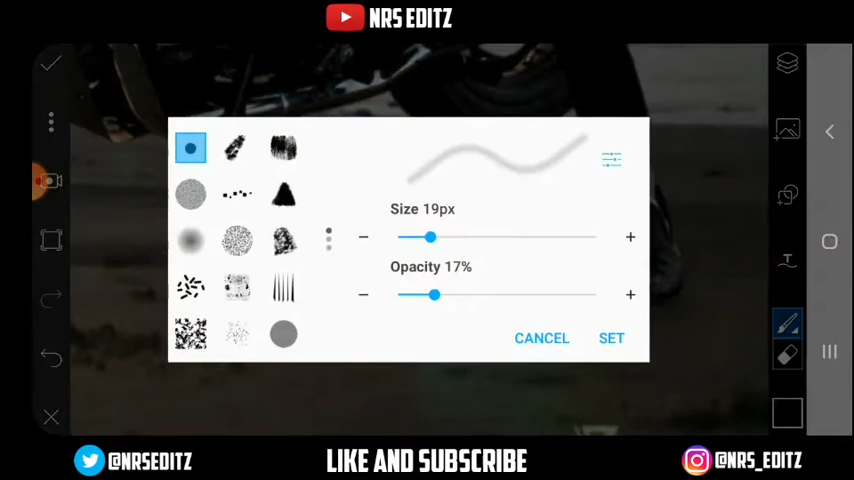 NRS EDITZ
Size 19px
Opacity 17%
CANCEL SET
@NRSEDITZ
LIKE AND SUBSCRIBE
@NRS_EDITZ